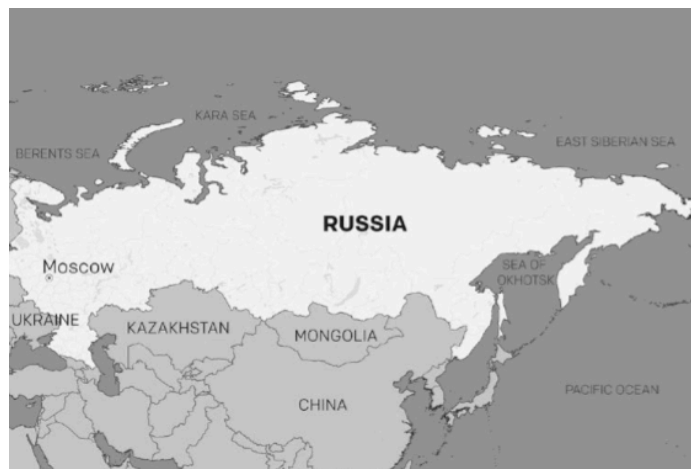 KARA SEA
BERENTS SEA
EAST SIBERIAN SEA
RUSSIA
Moscow
SEA OF
OKHOTSK
UKRAINE
KAZAKHSTAN
MONGOLIA
PACIFIC OCEAN
CHINA